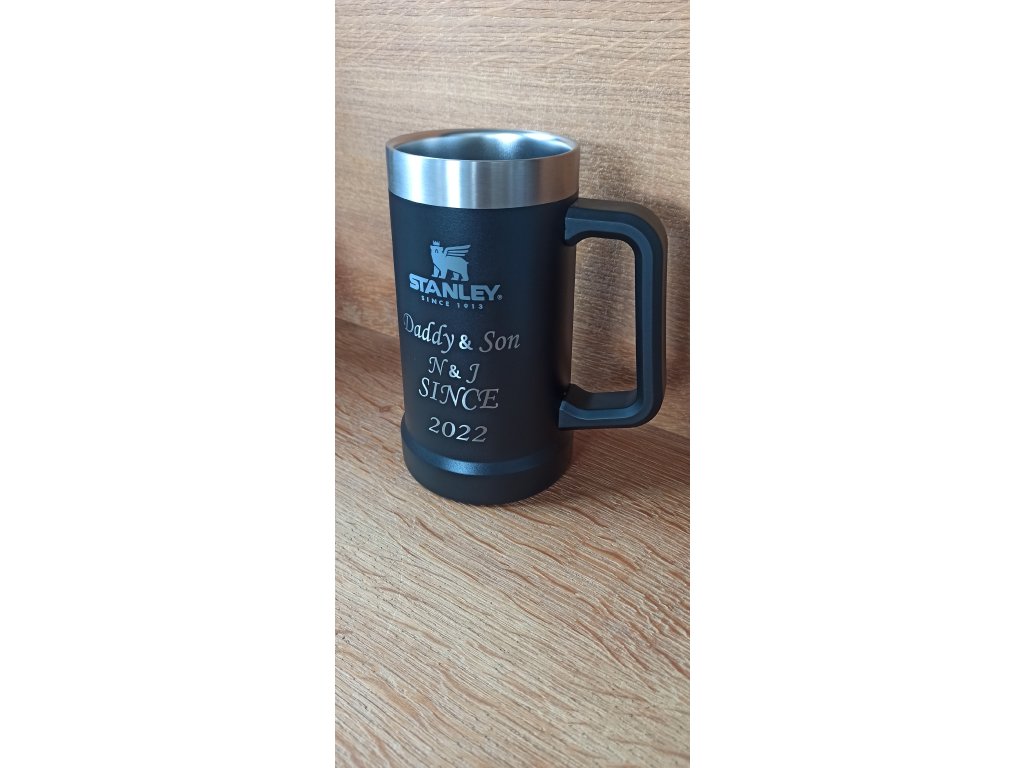 STANLEY®
SINCE 1913
Daddy & Son
N & J
SINCE
2022